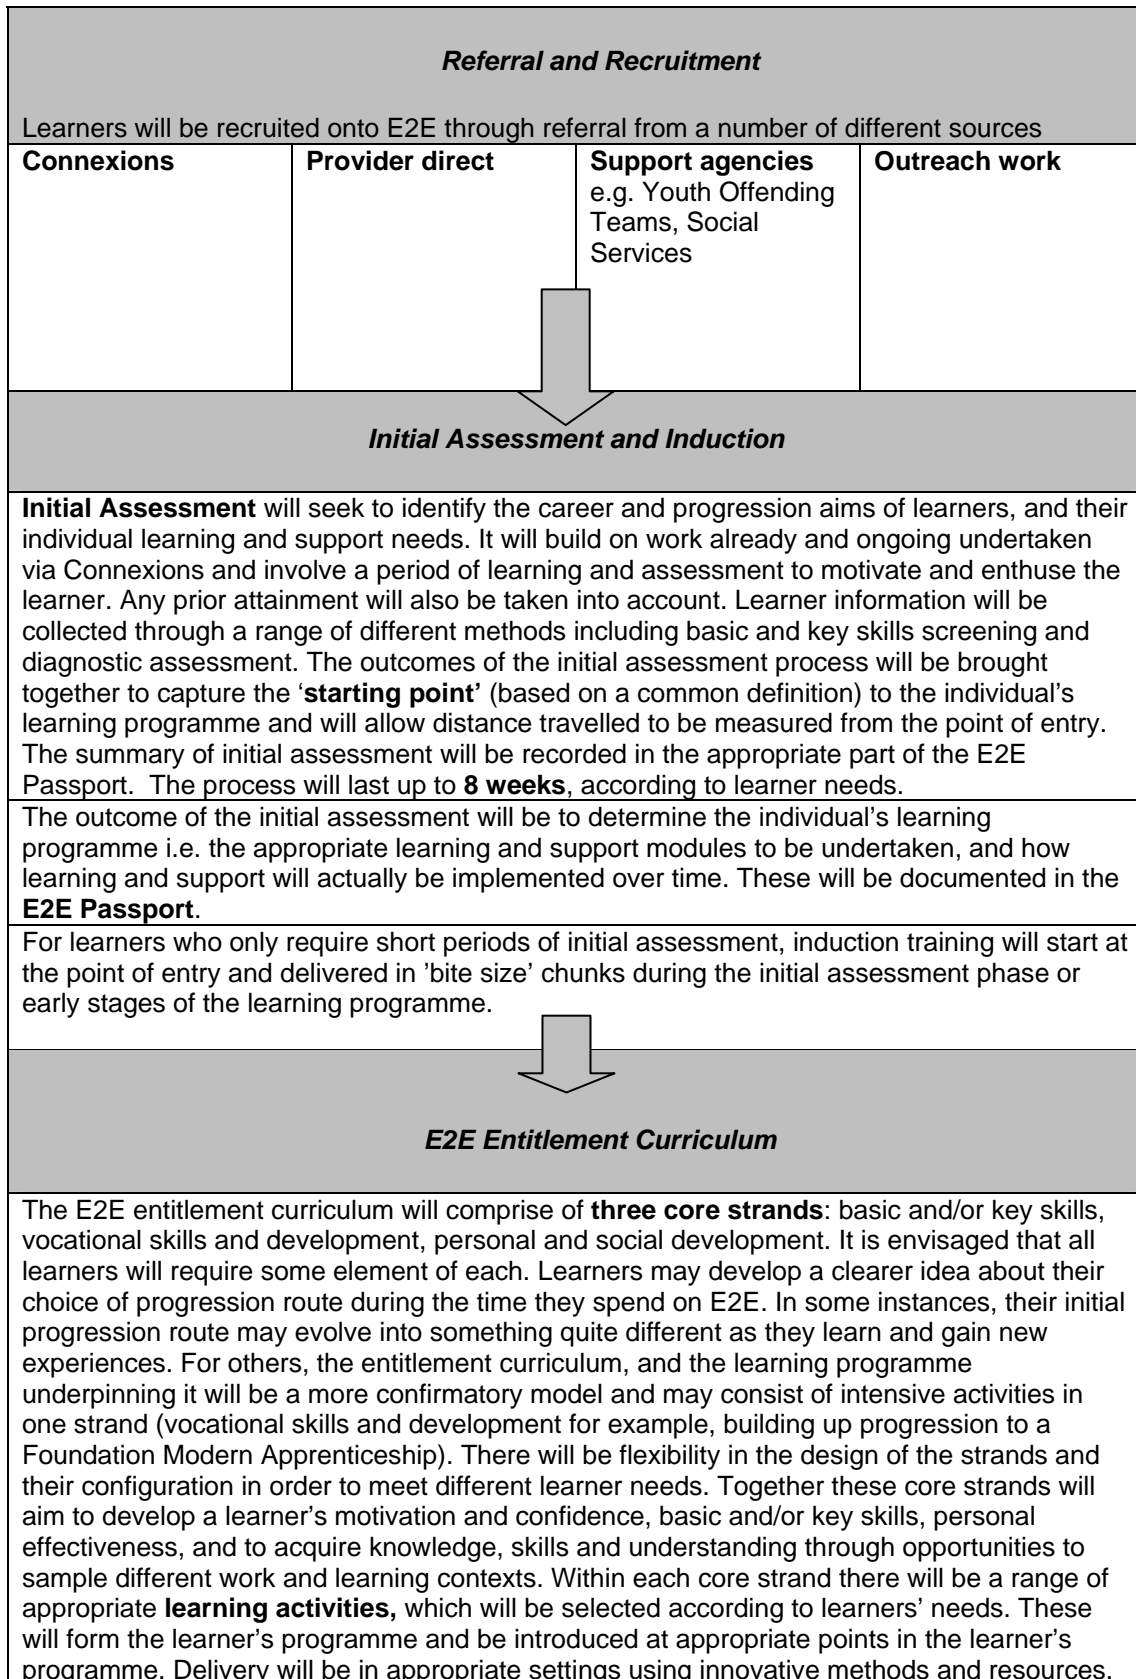 Referral and Recruitment
Learners will be recruited onto E2E through referral from a number of different sources
Connexions
Provider direct
Support agencies
e.g. Youth Offending
Teams, Social
Services
Outreach work
Initial Assessment and Induction
Initial Assessment will seek to identify the career and progression aims of learners, and their
individual learning and support needs. It will build on work already and ongoing undertaken
via Connexions and involve a period of learning and assessment to motivate and enthuse the
learner. Any prior attainment will also be taken into account. Learner information will be
collected through a range of different methods including basic and key skills screening and
diagnostic assessment. The outcomes of the initial assessment process will be brought
together to capture the ‘starting point’ (based on a common definition) to the individual’s
learning programme and will allow distance travelled to be measured from the point of entry.
The summary of initial assessment will be recorded in the appropriate part of the E2E
Passport.  The process will last up to 8 weeks, according to learner needs.
The outcome of the initial assessment will be to determine the individual’s learning
programme i.e. the appropriate learning and support modules to be undertaken, and how
learning and support will actually be implemented over time. These will be documented in the
E2E Passport.
For learners who only require short periods of initial assessment, induction training will start at
the point of entry and delivered in ’bite size’ chunks during the initial assessment phase or
early stages of the learning programme.
E2E Entitlement Curriculum
The E2E entitlement curriculum will comprise of three core strands: basic and/or key skills,
vocational skills and development, personal and social development. It is envisaged that all
learners will require some element of each. Learners may develop a clearer idea about their
choice of progression route during the time they spend on E2E. In some instances, their initial
progression route may evolve into something quite different as they learn and gain new
experiences. For others, the entitlement curriculum, and the learning programme
underpinning it will be a more confirmatory model and may consist of intensive activities in
one strand (vocational skills and development for example, building up progression to a
Foundation Modern Apprenticeship). There will be flexibility in the design of the strands and
their configuration in order to meet different learner needs. Together these core strands will
aim to develop a learner’s motivation and confidence, basic and/or key skills, personal
effectiveness, and to acquire knowledge, skills and understanding through opportunities to
sample different work and learning contexts. Within each core strand there will be a range of
appropriate learning activities, which will be selected according to learners’ needs. These
will form the learner’s programme and be introduced at appropriate points in the learner’s
programme. Delivery will be in appropriate settings using innovative methods and resources.